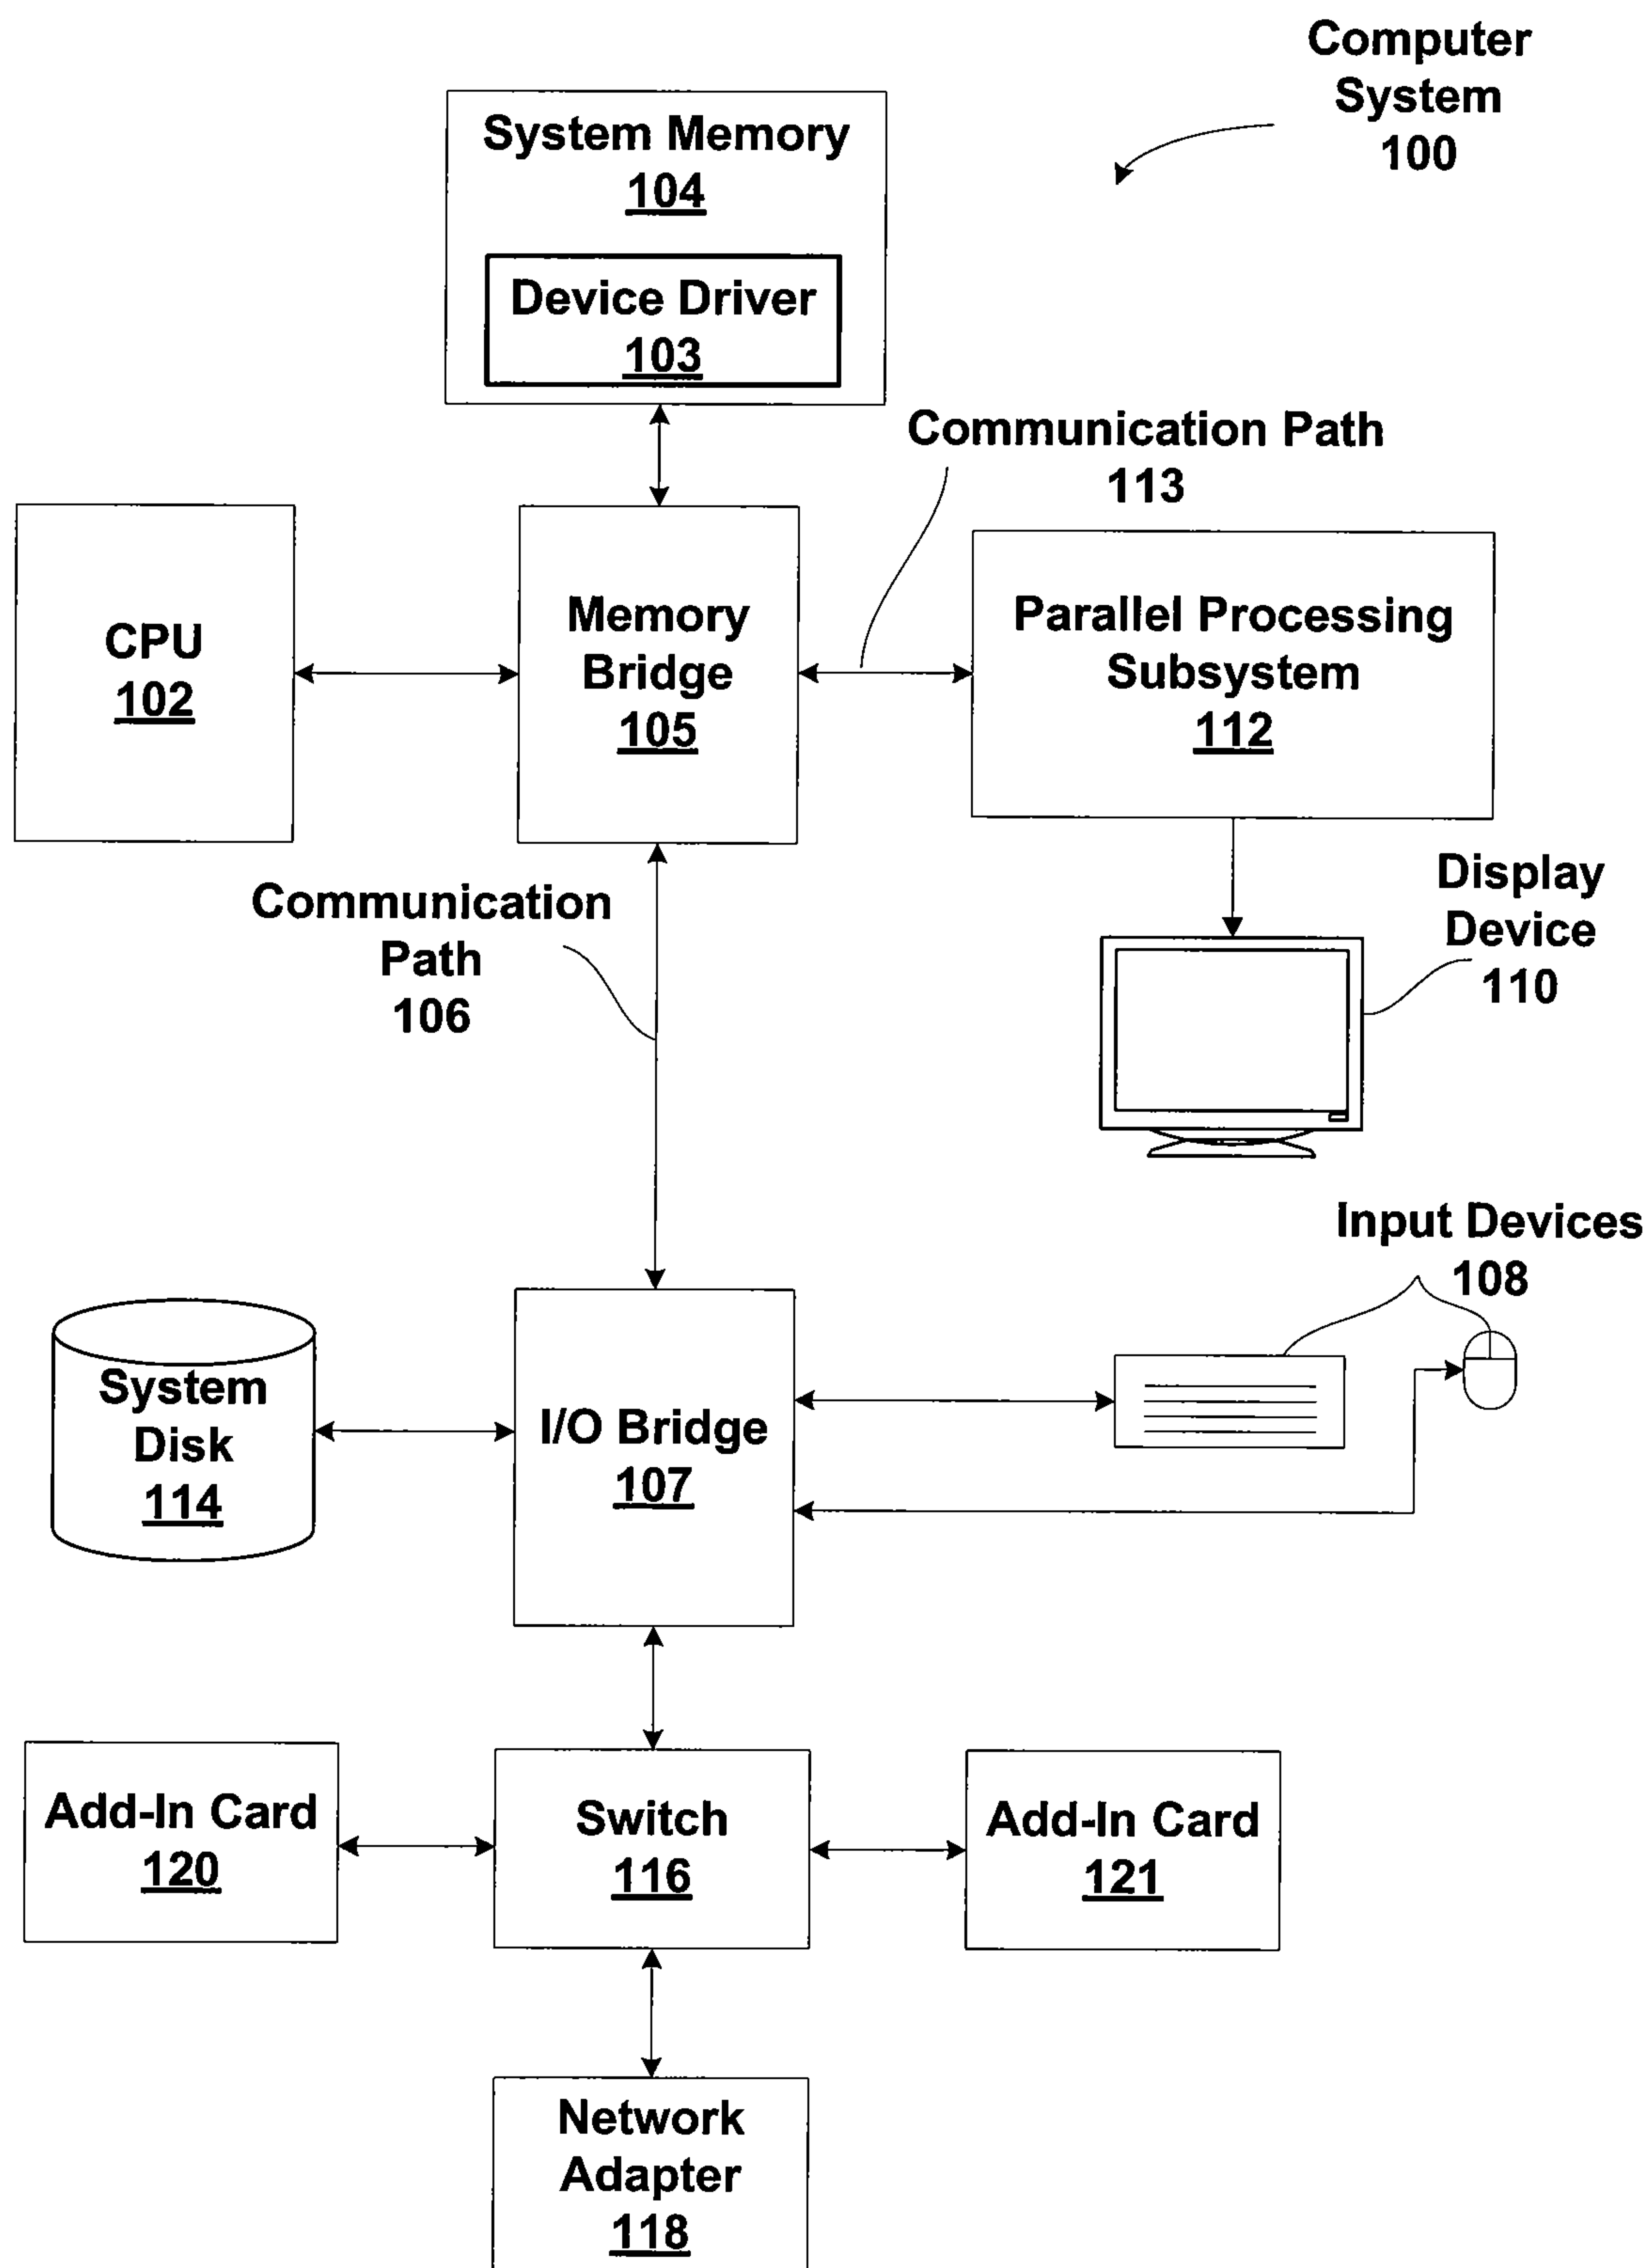 Computer
System
100
System Memory
104
Device Driver
103
Communication Path
113
CPU
102
Memory
Bridge
105
Parallel Processing
Subsystem
112
Communication
Path
106
Display
Device
110
Input Devices
108
System
Disk
114
I/O Bridge
107
Add-In Card
120
Switch
116
Add-In Card
121
Network
Adapter
118